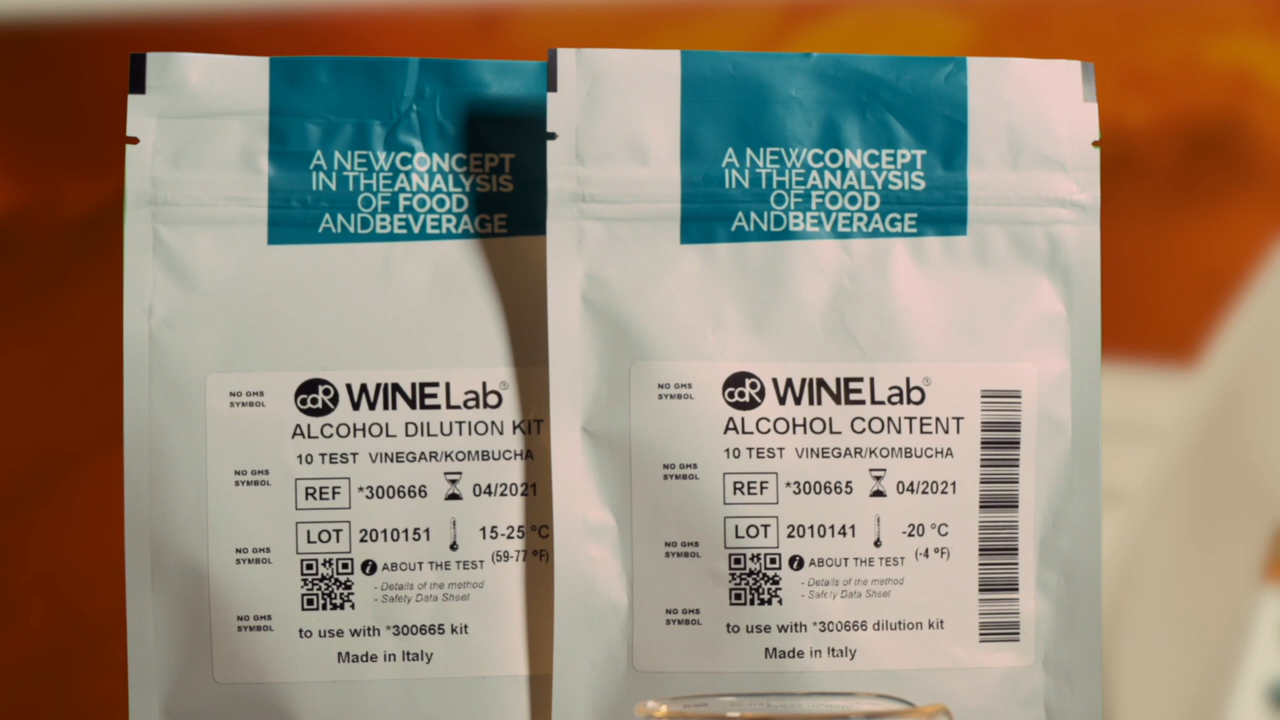 A NEWCONCEPT
IN THEANALYSIS
OF FOOD
ANDBEVERAGE
NO GHS
SYMBOL
cdR WINELab®
ALCOHOL DILUTION KIT
10 TEST VINEGAR/KOMBUCHA
NO GHS
SYMBOL
REF *300666 04/2021
LOT 2010151 15-25 °C
(59-77 °F)
NO GHS
SYMBOL
i ABOUT THE TEST
- Details of the method
- Safety Data Sheet
NO GHS
SYMBOL
to use with *300665 kit
Made in Italy
A NEWCONCEPT
IN THEANALYSIS
OF FOOD
ANDBEVERAGE
NO GHS
SYMBOL
cdR WINELab®
ALCOHOL CONTENT
10 TEST VINEGAR/KOMBUCHA
NO GHS
SYMBOL
REF *300665 04/2021
LOT 2010141 -20 °C
(-4 °F)
NO GHS
SYMBOL
i ABOUT THE TEST
- Details of the method
- Safety Data Sheet
NO GHS
SYMBOL
to use with *300666 dilution kit
Made in Italy